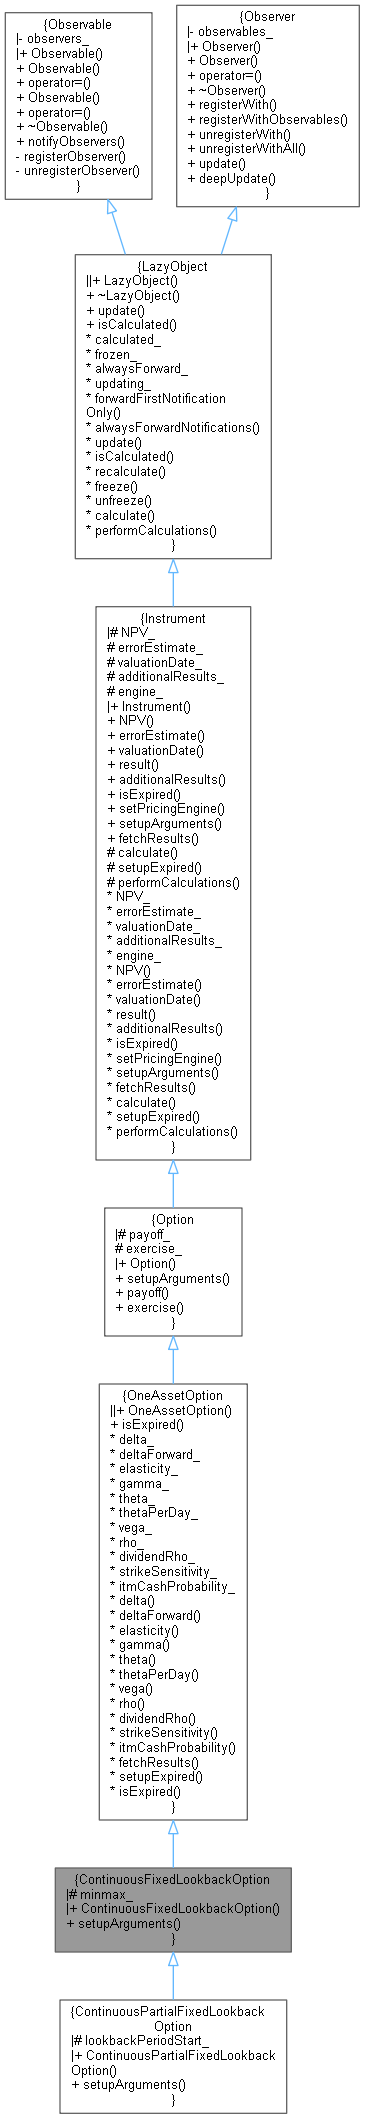 {Observable
|- observers_
|+ Observable()
+ Observable()
+ operator=()
+ Observable()
+ operator=()
+ ~Observable()
+ notifyObservers()
- registerObserver()
- unregisterObserver()
}
{Observer
|- observables_
|+ Observer()
+ Observer()
+ operator=()
+ ~Observer()
+ registerWith()
+ registerWithObservables()
+ unregisterWith()
+ unregisterWithAll()
+ update()
+ deepUpdate()
}
{LazyObject
||+ LazyObject()
+ ~LazyObject()
+ update()
+ isCalculated()
* calculated_
* frozen_
* alwaysForward_
* updating_
* forwardFirstNotification
Only()
* alwaysForwardNotifications()
* update()
* isCalculated()
* recalculate()
* freeze()
* unfreeze()
* calculate()
* performCalculations()
}
{Instrument
|# NPV_
# errorEstimate_
# valuationDate_
# additionalResults_
# engine_
|+ Instrument()
+ NPV()
+ errorEstimate()
+ valuationDate()
+ result()
+ additionalResults()
+ isExpired()
+ setPricingEngine()
+ setupArguments()
+ fetchResults()
# calculate()
# setupExpired()
# performCalculations()
* NPV_
* errorEstimate_
* valuationDate_
* additionalResults_
* engine_
* NPV()
* errorEstimate()
* valuationDate()
* result()
* additionalResults()
* isExpired()
* setPricingEngine()
* setupArguments()
* fetchResults()
* calculate()
* setupExpired()
* performCalculations()
}
{Option
|# payoff_
# exercise_
|+ Option()
+ setupArguments()
+ payoff()
+ exercise()
}
{OneAssetOption
||+ OneAssetOption()
+ isExpired()
* delta_
* deltaForward_
* elasticity_
* gamma_
* theta_
* thetaPerDay_
* vega_
* rho_
* dividendRho_
* strikeSensitivity_
* itmCashProbability_
* delta()
* deltaForward()
* elasticity()
* gamma()
* theta()
* thetaPerDay()
* vega()
* rho()
* dividendRho()
* strikeSensitivity()
* itmCashProbability()
* fetchResults()
* setupExpired()
* isExpired()
}
{ContinuousFixedLookbackOption
|# minmax_
|+ ContinuousFixedLookbackOption()
+ setupArguments()
}
{ContinuousPartialFixedLookback
Option
|# lookbackPeriodStart_
|+ ContinuousPartialFixedLookback
Option()
+ setupArguments()
}